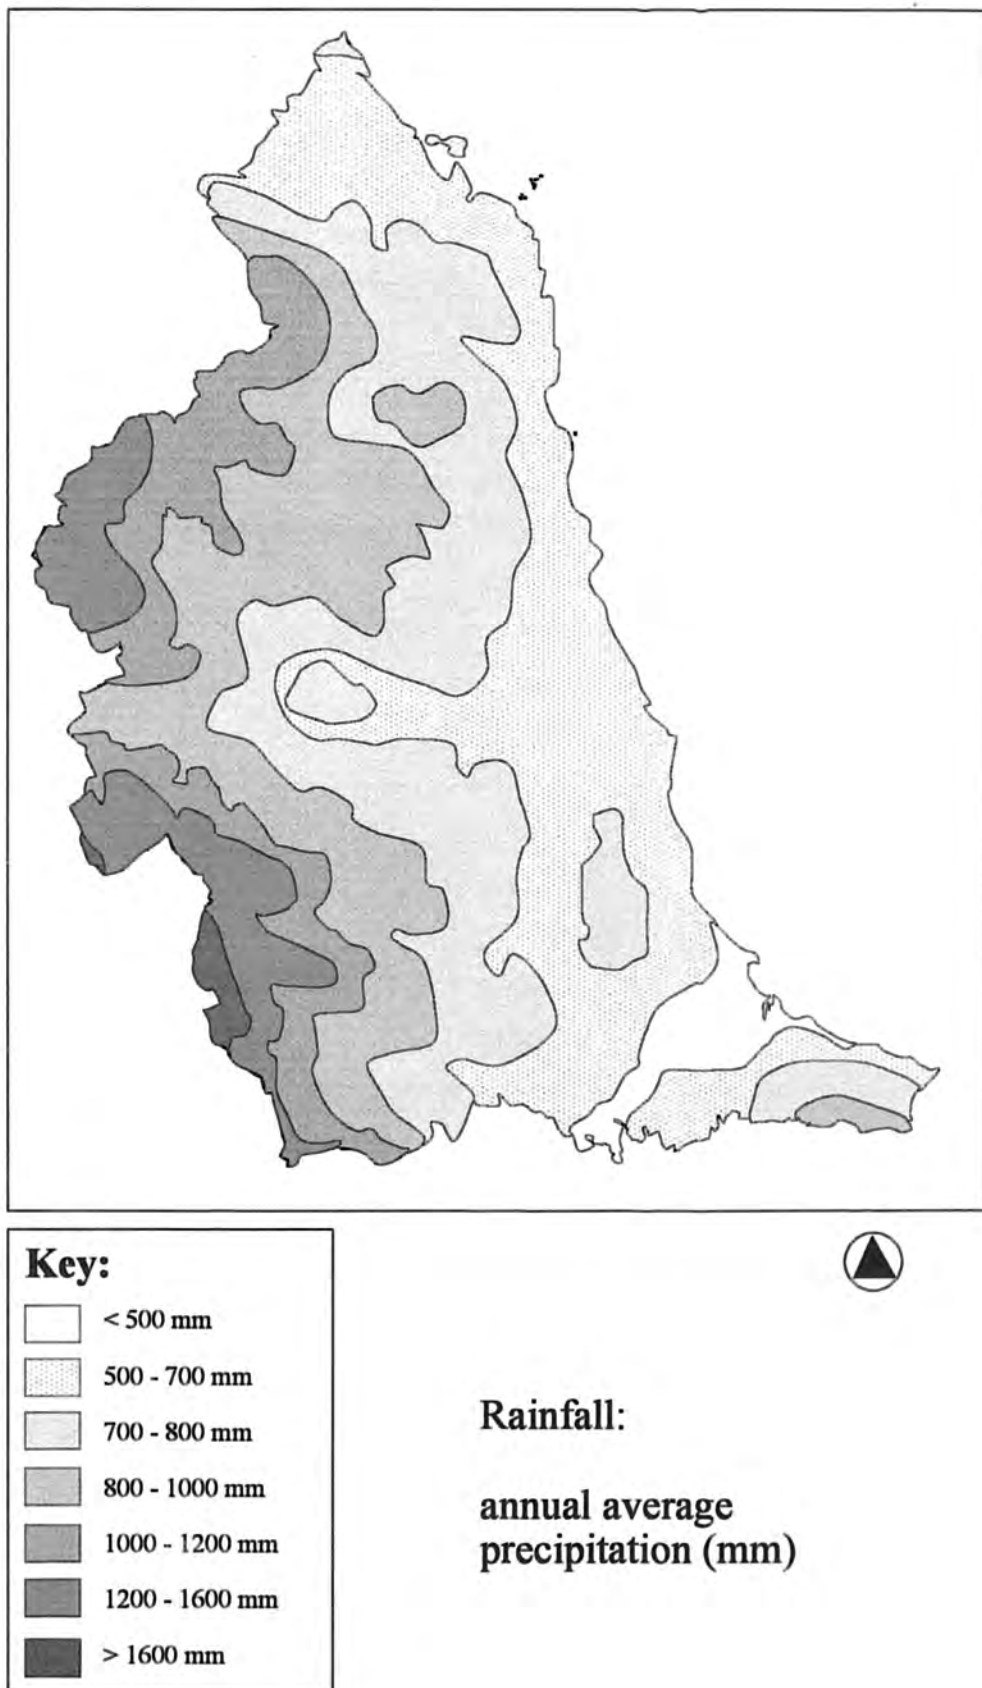 Key:
< 500 mm
500 - 700 mm
700 - 800 mm
800 - 1000 mm
1000 - 1200 mm
1200 - 1600 mm
> 1600 mm
Rainfall:
annual average
precipitation (mm)